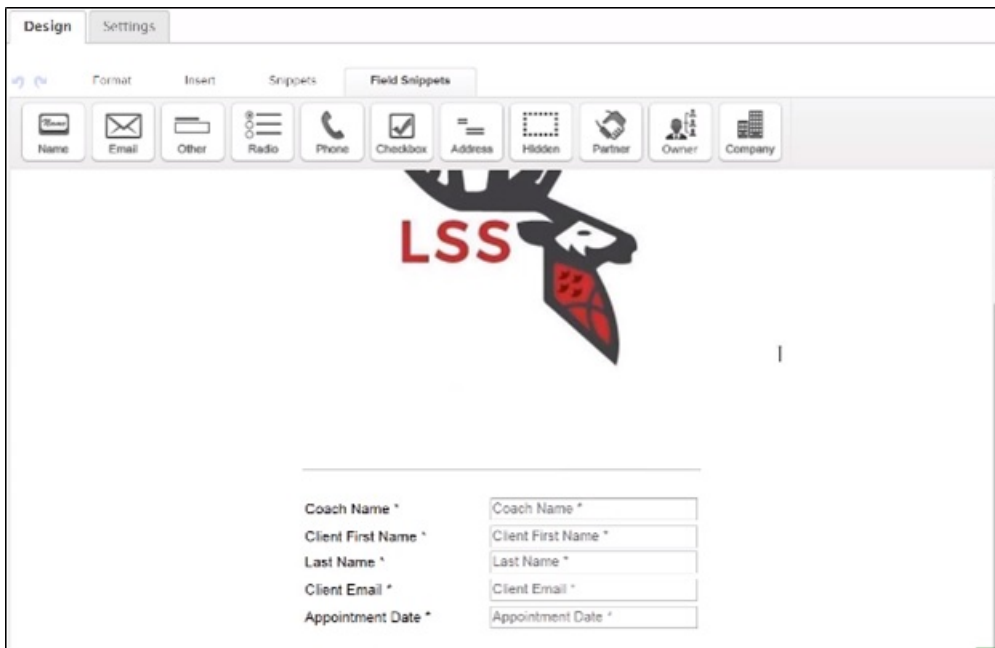 Design Settings
Format Insert Snippets Field Snippets
Name
Name Email Other Radio Phone Checkbox Address Hidden Partner Owner Company
LSS
Coach Name * Coach Name *
Client First Name * Client First Name *
Last Name * Last Name *
Client Email * Client Email *
Appointment Date * Appointment Date *